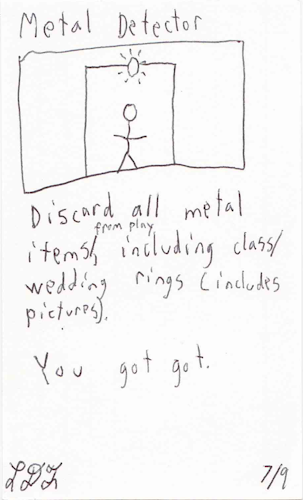 Metal Detector
Discard all metal
from play
items, including class/
wedding rings (includes
pictures).
You got got.
LDZ 7/9